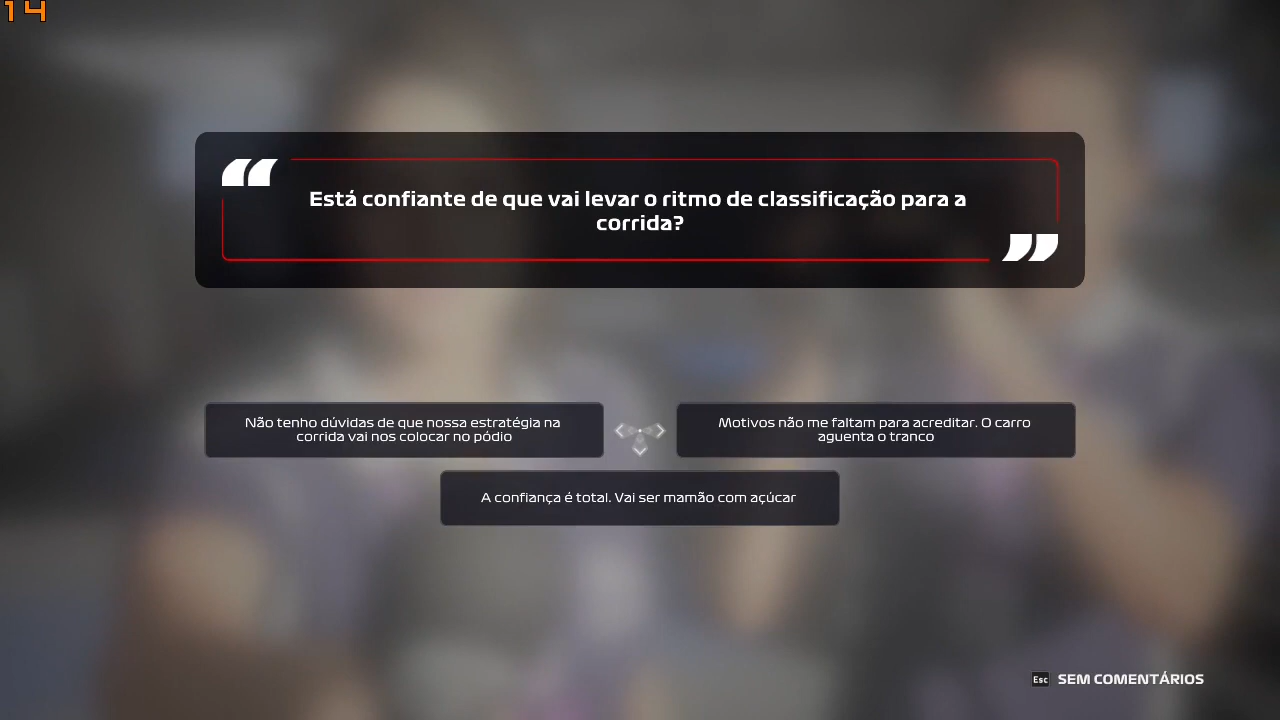 14
Está confiante de que vai levar o ritmo de classificação para a
corrida?
Não tenho dúvidas de que nossa estratégia na
corrida vai nos colocar no pódio
Motivos não me faltam para acreditar. O carro
aguenta o tranco
A confiança é total. Vai ser mamão com açúcar
Esc SEM COMENTÁRIOS